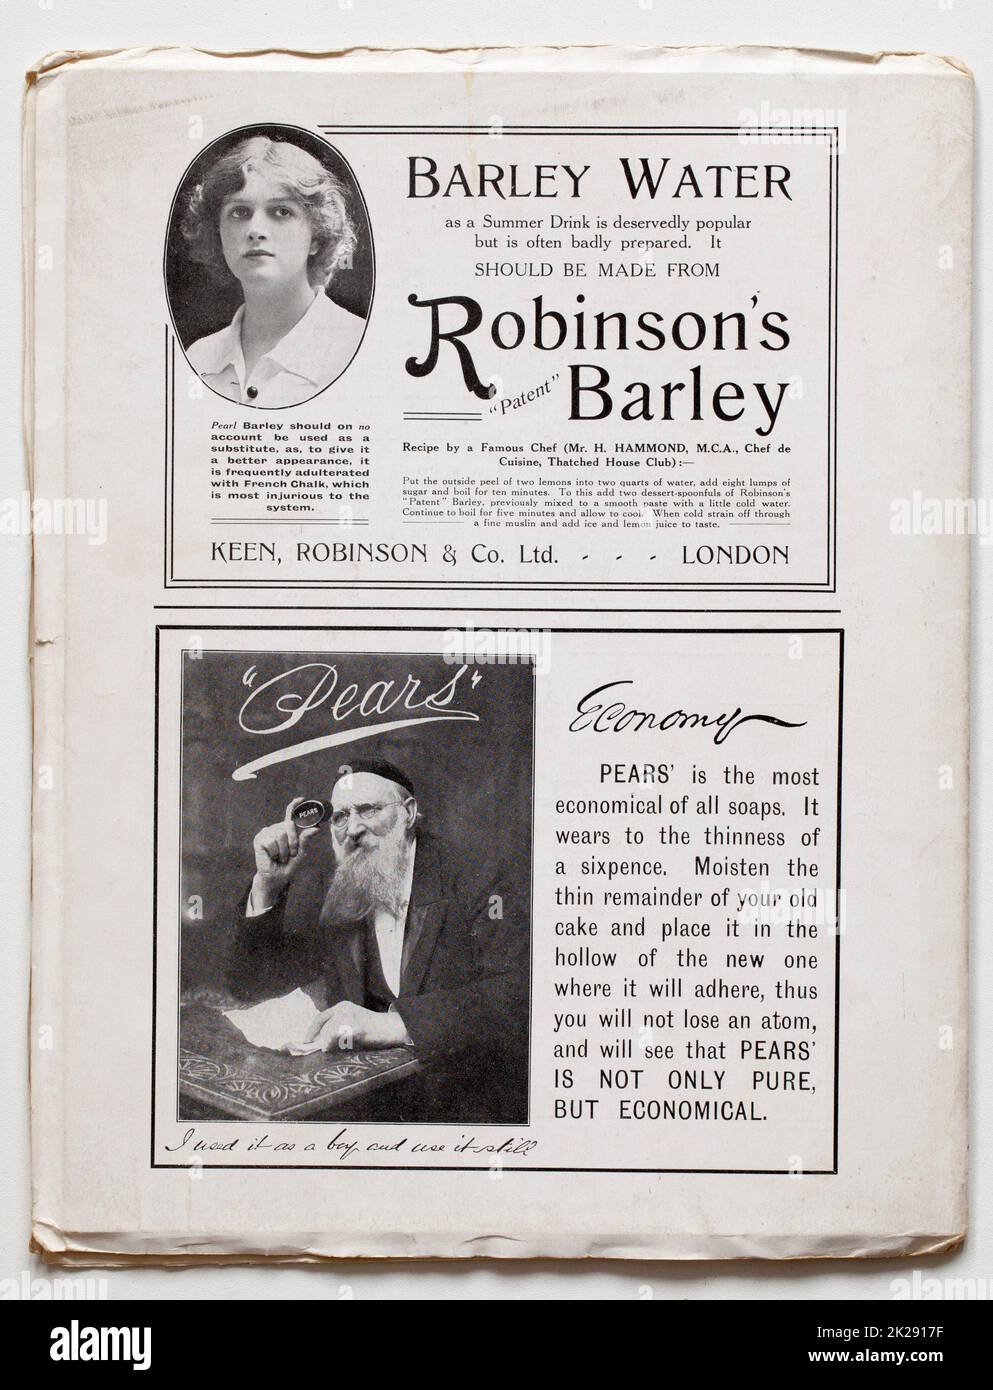 BARLEY WATER
as a Summer Drink is deservedly popular
but is often badly prepared. It
SHOULD BE MADE FROM
Robinson's
"Patent" Barley
Pearl Barley should on no
account be used as a
substitute, as, to give it
a better appearance, it
is frequently adulterated
with French Chalk, which
is most injurious to the
system.
Recipe by a Famous Chef (Mr. H. HAMMOND, M.C.A., Chef de
Cuisine, Thatched House Club):—
Put the outside peel of two lemons into two quarts of water, add eight lumps of
sugar and boil for ten minutes. To this add two dessert-spoonfuls of Robinson's
"Patent" Barley, previously mixed to a smooth paste with a little cold water.
Continue to boil for five minutes and allow to cool. When cold strain off through
a fine muslin and add ice and lemon juice to taste.
KEEN, ROBINSON & Co. Ltd. - - - LONDON
"Pears"
PEARS
I used it as a boy and use it still
Economy
PEARS' is the most
economical of all soaps. It
wears to the thinness of
a sixpence. Moisten the
thin remainder of your old
cake and place it in the
hollow of the new one
where it will adhere, thus
you will not lose an atom,
and will see that PEARS'
IS NOT ONLY PURE,
BUT ECONOMICAL.
alamy
Image ID: 2K2917F
www.alamy.com